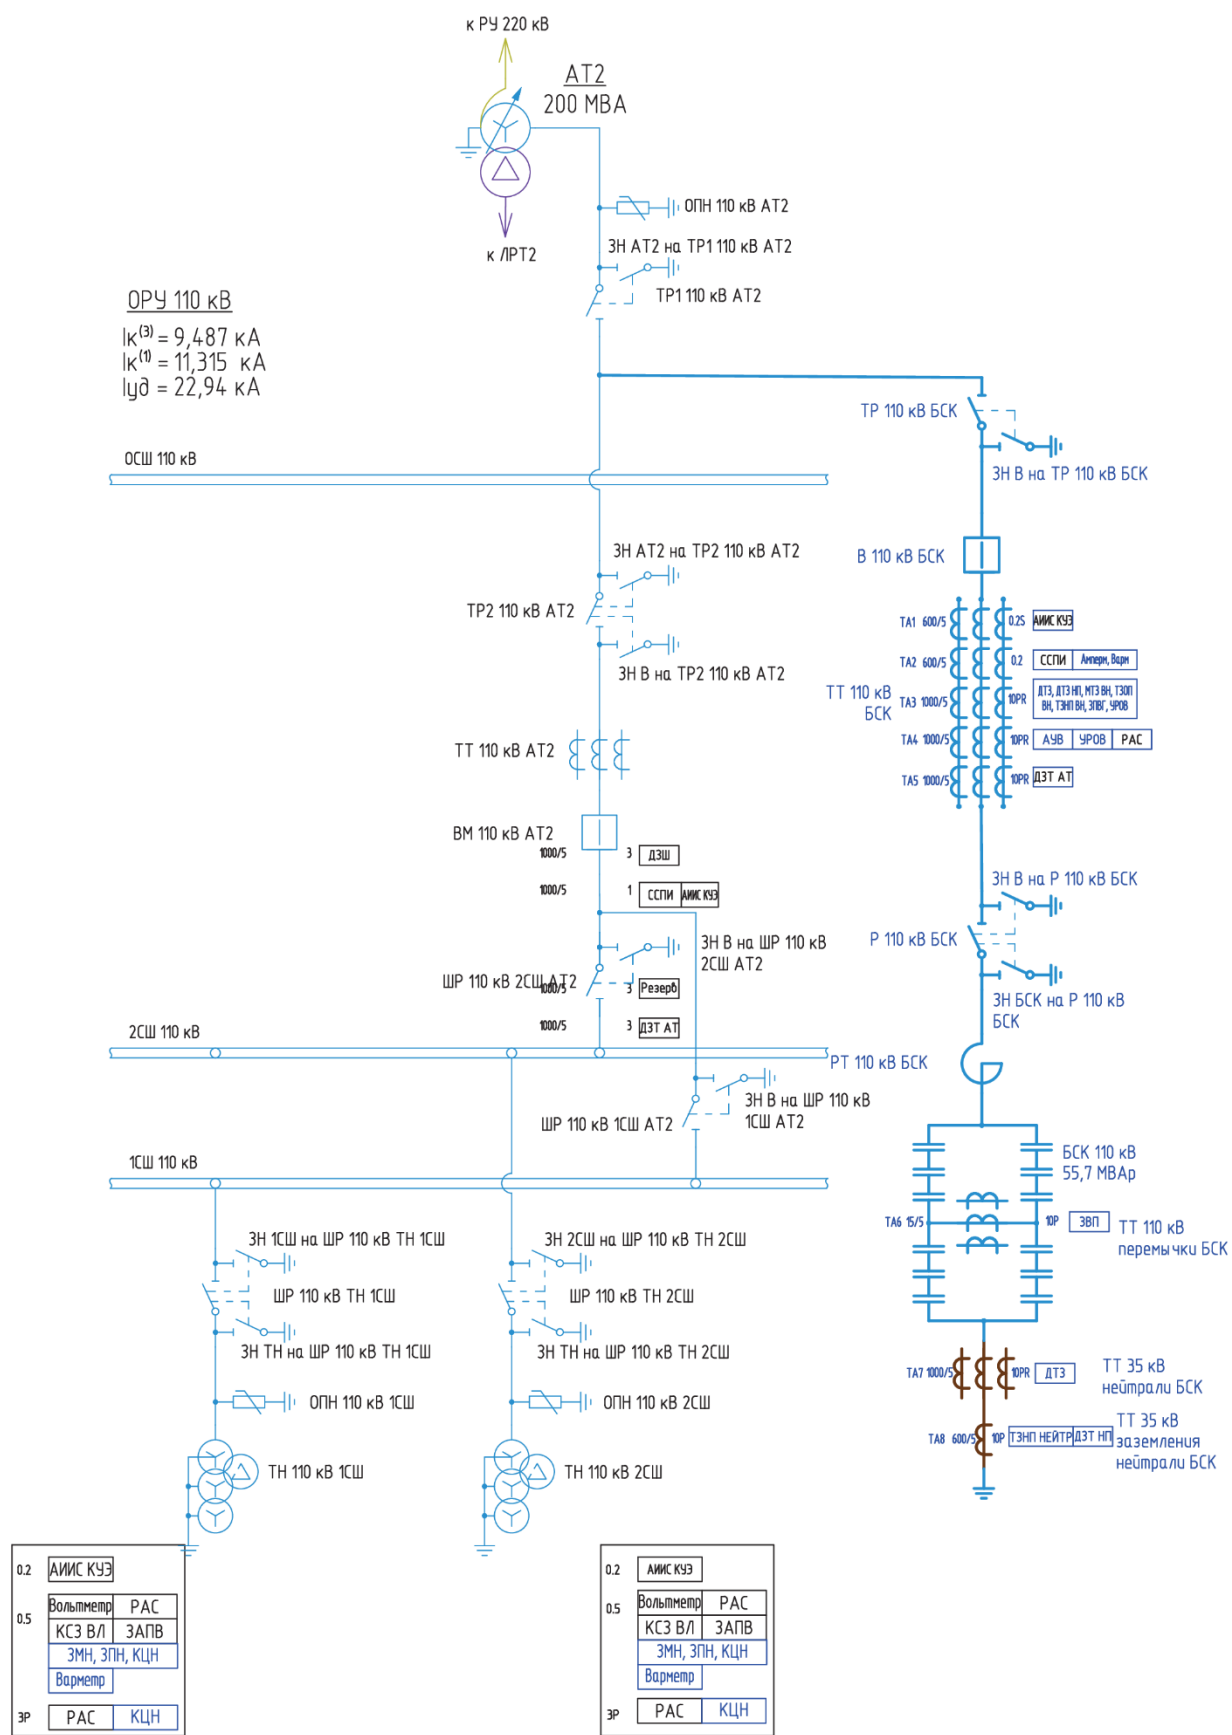 к РУ 220 кВ
АТ2
200 МВА
ОПН 110 кВ АТ2
ЗН АТ2 на ТР1 110 кВ АТ2
к ЛРТ2
ТР1 110 кВ АТ2
ОРУ 110 кВ
Iк(3) = 9,487 кА
Iк(1) = 11,315 кА
Iуд = 22,94 кА
ТР 110 кВ БСК
ОСШ 110 кВ
ЗН В на ТР 110 кВ БСК
ЗН АТ2 на ТР2 110 кВ АТ2
В 110 кВ БСК
ТР2 110 кВ АТ2
ТА1 600/5 0.2S АИИС КУЭ
ТА2 600/5 0.2 ССПИ Амперм, Варм
ЗН В на ТР2 110 кВ АТ2
ТТ 110 кВ
БСК
ТА3 1000/5 10PR ДТЗ, ДТЗ НП, МТЗ ВН, ТЗОП
ВН, ТЗНП ВН, ЗПВГ, УРОВ
ТА4 1000/5 10PR АУВ УРОВ РАС
ТТ 110 кВ АТ2
ТА5 1000/5 10PR ДЗТ АТ
ВМ 110 кВ АТ2
1000/5 3 ДЗШ
1000/5 1 ССПИ АИИС КУЭ
ЗН В на Р 110 кВ БСК
ЗН В на ШР 110 кВ
2СШ АТ2
Р 110 кВ БСК
ШР 110 кВ 2СШ АТ2
1000/5 3 Резерв
ЗН БСК на Р 110 кВ
БСК
1000/5 3 ДЗТ АТ
2СШ 110 кВ
РТ 110 кВ БСК
ЗН В на ШР 110 кВ
1СШ АТ2
ШР 110 кВ 1СШ АТ2
БСК 110 кВ
55,7 МВАр
1СШ 110 кВ
ТА6 15/5 10P ЗВП
ТТ 110 кВ
перемычки БСК
ЗН 1СШ на ШР 110 кВ ТН 1СШ
ЗН 2СШ на ШР 110 кВ ТН 2СШ
ШР 110 кВ ТН 1СШ
ШР 110 кВ ТН 2СШ
ЗН ТН на ШР 110 кВ ТН 1СШ
ЗН ТН на ШР 110 кВ ТН 2СШ
ТА7 1000/5 10PR ДТЗ
ТТ 35 кВ
нейтрали БСК
ОПН 110 кВ 1СШ
ОПН 110 кВ 2СШ
ТА8 600/5 10P ТЗНП НЕЙТР ДЗТ НП
ТТ 35 кВ
заземления
нейтрали БСК
ТН 110 кВ 1СШ
ТН 110 кВ 2СШ
0.2 АИИС КУЭ
0.5 Вольтметр РАС
КСЗ ВЛ ЗАПВ
ЗМН, ЗПН, КЦН
Варметр
3P РАС КЦН
0.2 АИИС КУЭ
0.5 Вольтметр РАС
КСЗ ВЛ ЗАПВ
ЗМН, ЗПН, КЦН
Варметр
3P РАС КЦН